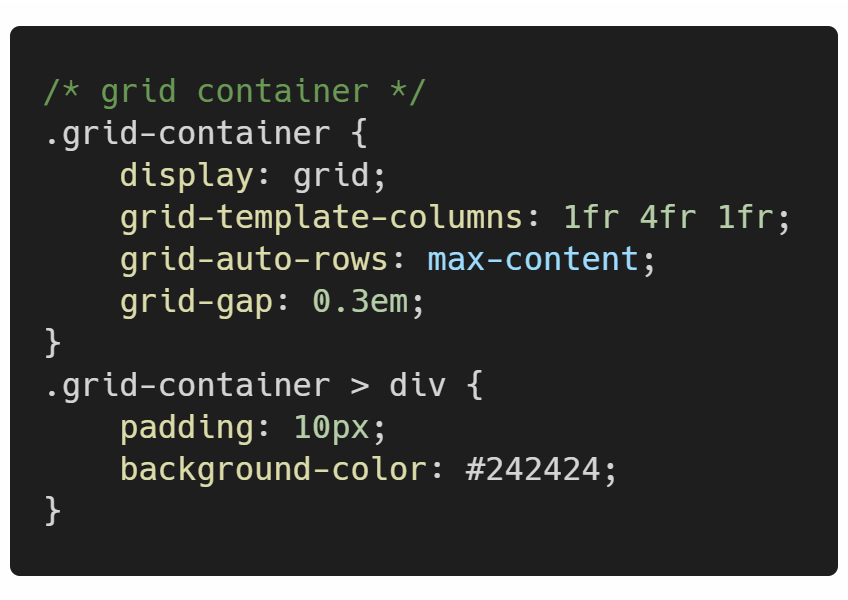 /* grid container */
.grid-container {
    display: grid;
    grid-template-columns: 1fr 4fr 1fr;
    grid-auto-rows: max-content;
    grid-gap: 0.3em;
}
.grid-container > div {
    padding: 10px;
    background-color: #242424;
}